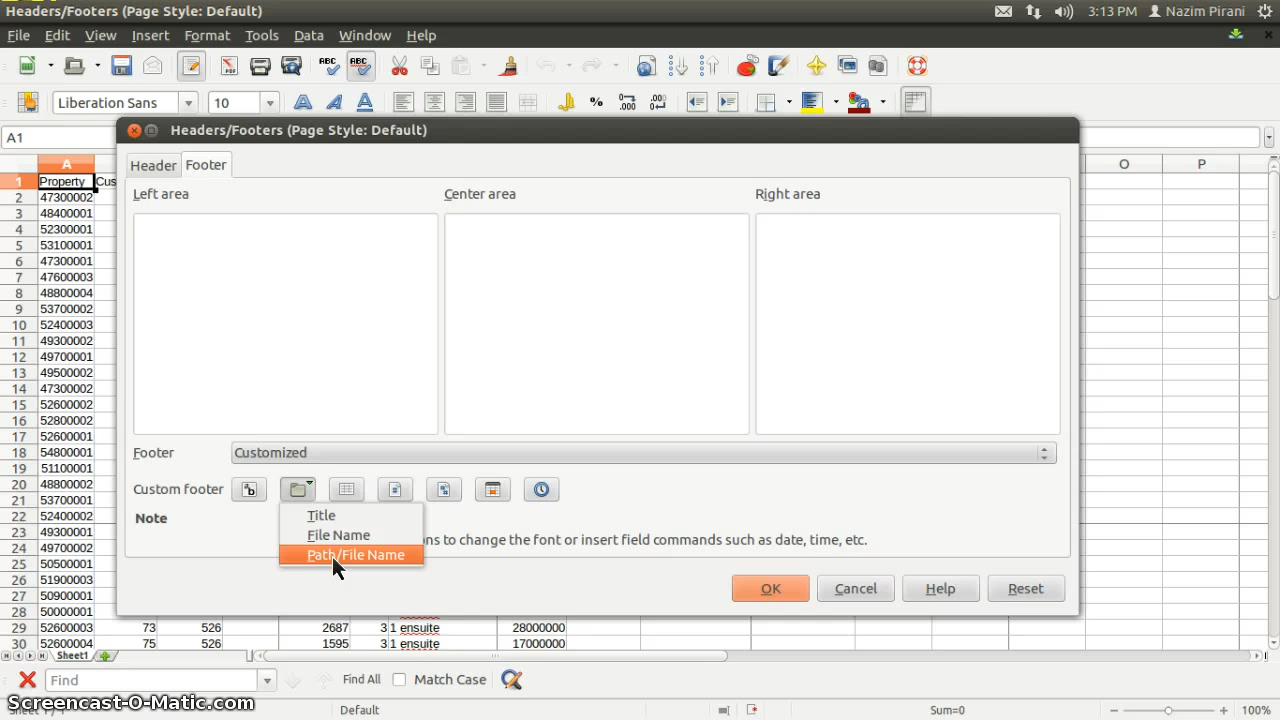 Headers/Footers (Page Style: Default)
3:13 PM Nazim Pirani
File Edit View Insert Format Tools Data Window Help
Liberation Sans 10
A1
Headers/Footers (Page Style: Default)
Header Footer
Left area Center area Right area
Footer Customized
Custom footer
Title
Note
File Name
ons to change the font or insert field commands such as date, time, etc.
Path/File Name
OK Cancel Help Reset
A O P
1 Property Cus
2 47300002
3 48400001
4 52300001
5 53100001
6 47300001
7 47600003
8 48800004
9 53700002
10 52400003
11 49300002
12 49700001
13 49500002
14 47300002
15 52600002
16 52800002
17 52600001
18 54800001
19 51100001
20 48800002
21 53700001
22 52400002
23 49300001
24 49700002
25 50500001
26 51900003
27 50900001
28 50000001
29 52600003 73 526 2687 3 1 ensuite 28000000
30 52600004 75 526 1595 3 1 ensuite 17000000
Sheet1
Find Find All Match Case
Screencast-O-Matic.com
Sheet 1 / 1 Default Sum=0 100%